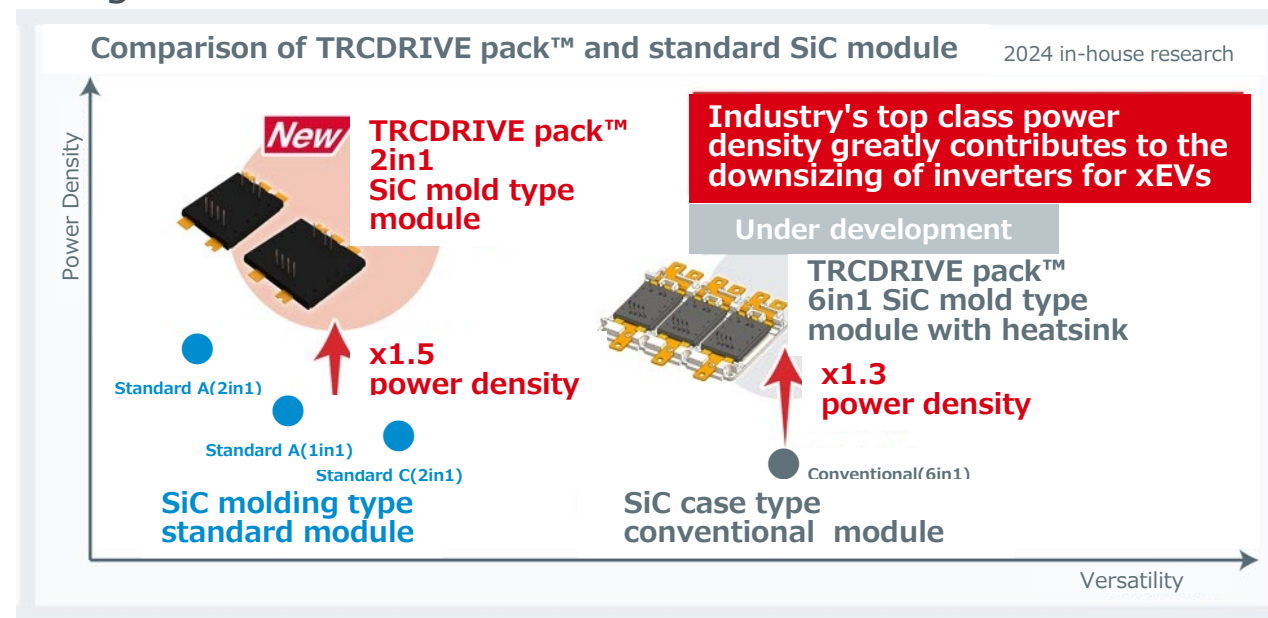 Comparison of TRCDRIVE pack™ and standard SiC module
2024 in-house research
Power Density
New
TRCDRIVE pack™
2in1
SiC mold type
module
Industry's top class power
density greatly contributes to the
downsizing of inverters for xEVs
Under development
TRCDRIVE pack™
6in1 SiC mold type
module with heatsink
x1.5
power density
x1.3
power density
Standard A(2in1)
Standard A(1in1)
Standard C(2in1)
Conventional(6in1)
SiC molding type
standard module
SiC case type
conventional module
Versatility